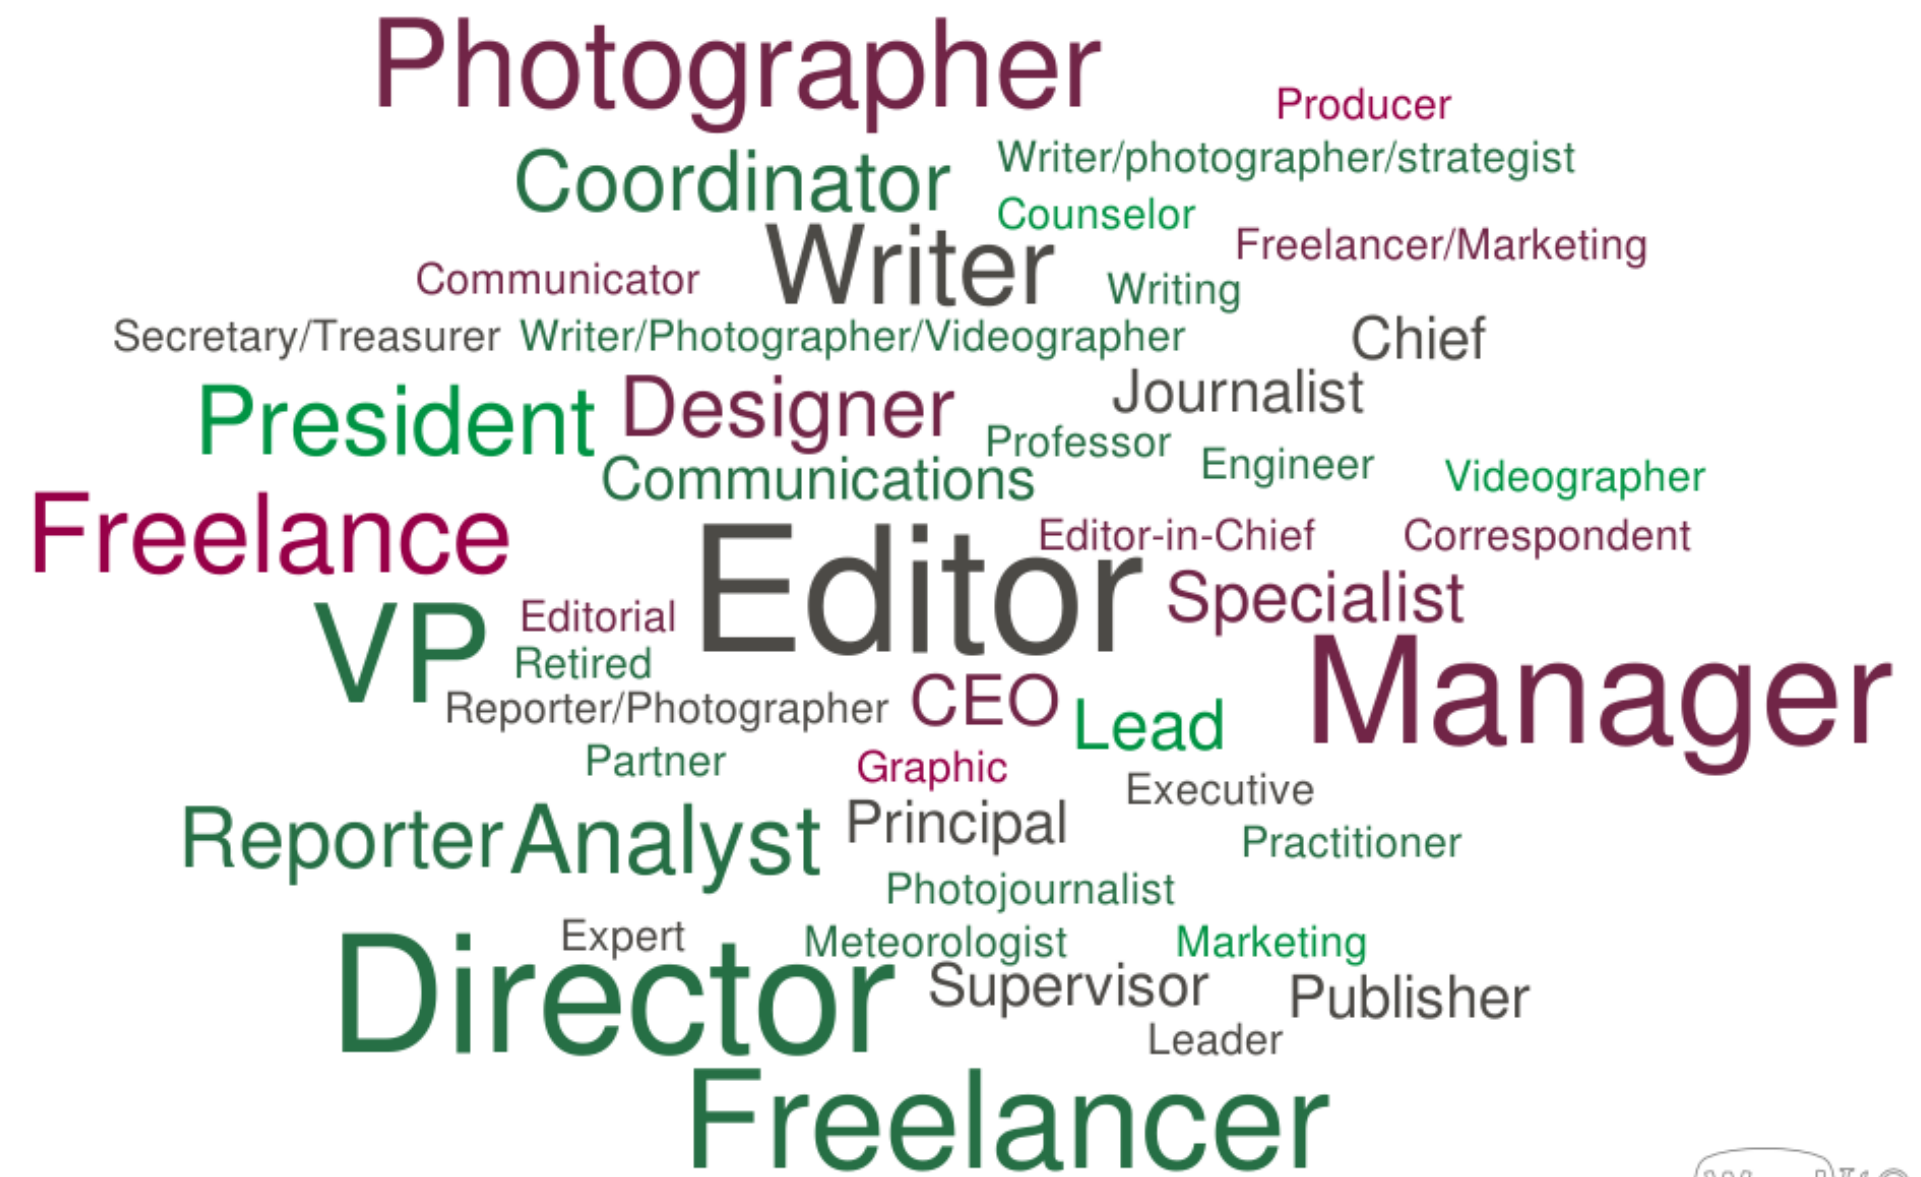 Photographer
Producer
Writer/photographer/strategist
Coordinator
Counselor
Freelancer/Marketing
Writer
Communicator
Writing
Secretary/Treasurer
Writer/Photographer/Videographer
Chief
Journalist
President
Designer
Professor
Engineer
Videographer
Communications
Freelance
Editor-in-Chief
Correspondent
Editor
Specialist
Editorial
VP
Retired
Manager
Reporter/Photographer
CEO
Lead
Partner
Graphic
Executive
Principal
Reporter
Analyst
Practitioner
Photojournalist
Expert
Meteorologist
Marketing
Director
Supervisor
Publisher
Leader
Freelancer